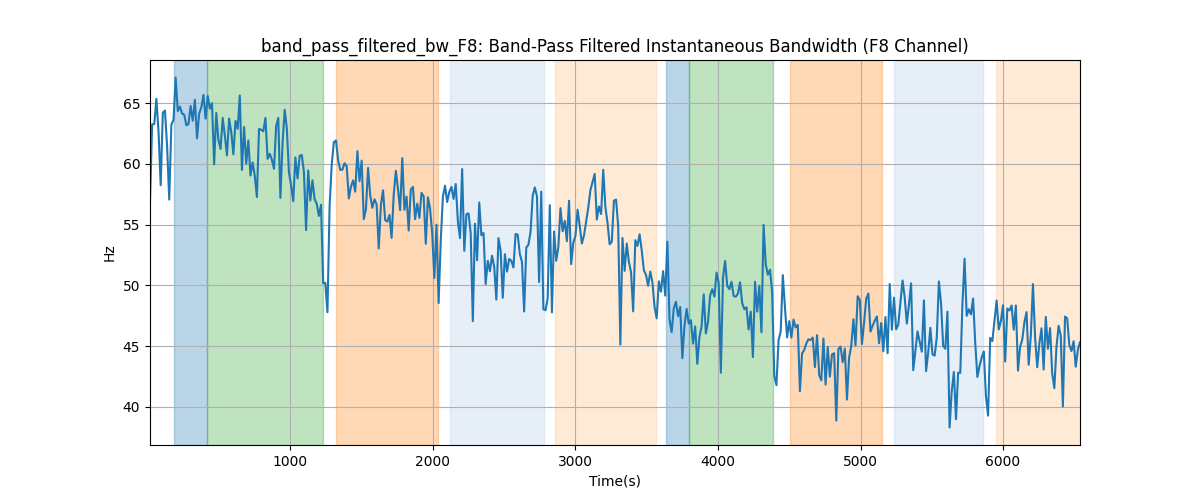 band_pass_filtered_bw_F8: Band-Pass Filtered Instantaneous Bandwidth (F8 Channel)
65
60
55
50
45
40
Hz
1000 2000 3000 4000 5000 6000
Time(s)